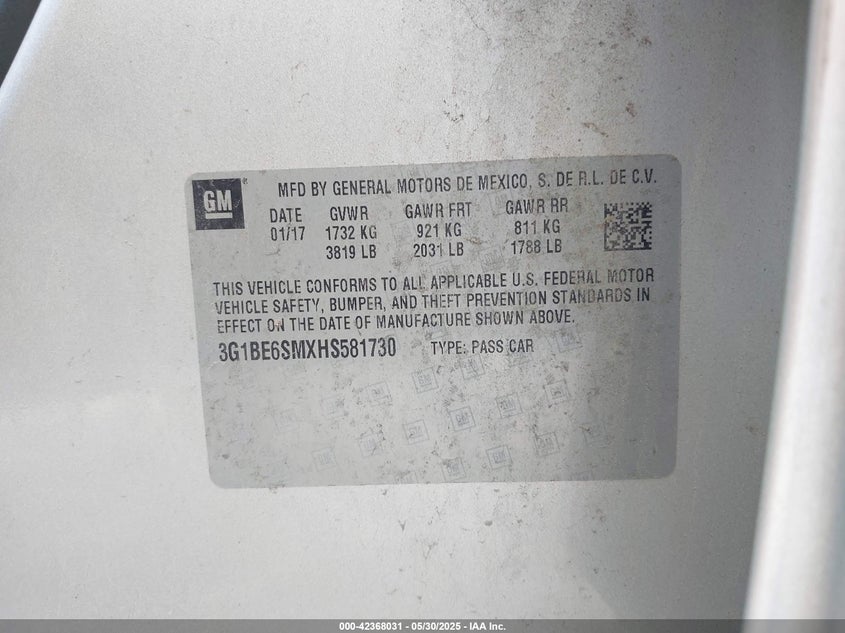 GM
MFD BY GENERAL MOTORS DE MEXICO, S. DE R.L. DE C.V.
DATE GVWR GAWR FRT GAWR RR
01/17 1732 KG 921 KG 811 KG
3819 LB 2031 LB 1788 LB
THIS VEHICLE CONFORMS TO ALL APPLICABLE U.S. FEDERAL MOTOR
VEHICLE SAFETY, BUMPER, AND THEFT PREVENTION STANDARDS IN
EFFECT ON THE DATE OF MANUFACTURE SHOWN ABOVE.
3G1BE6SMXHS581730 TYPE: PASS CAR
000-42368031 — 05/30/2025 — IAA Inc.